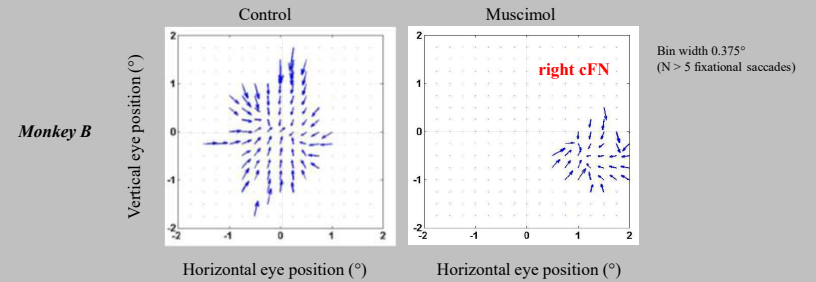 Control
Muscimol
Monkey B
Vertical eye position (°)
2
1
0
-1
-2
-2
-1
0
1
2
Horizontal eye position (°)
2
1
0
-1
-2
-2
-1
0
1
2
right cFN
Horizontal eye position (°)
Bin width 0.375°
(N > 5 fixational saccades)